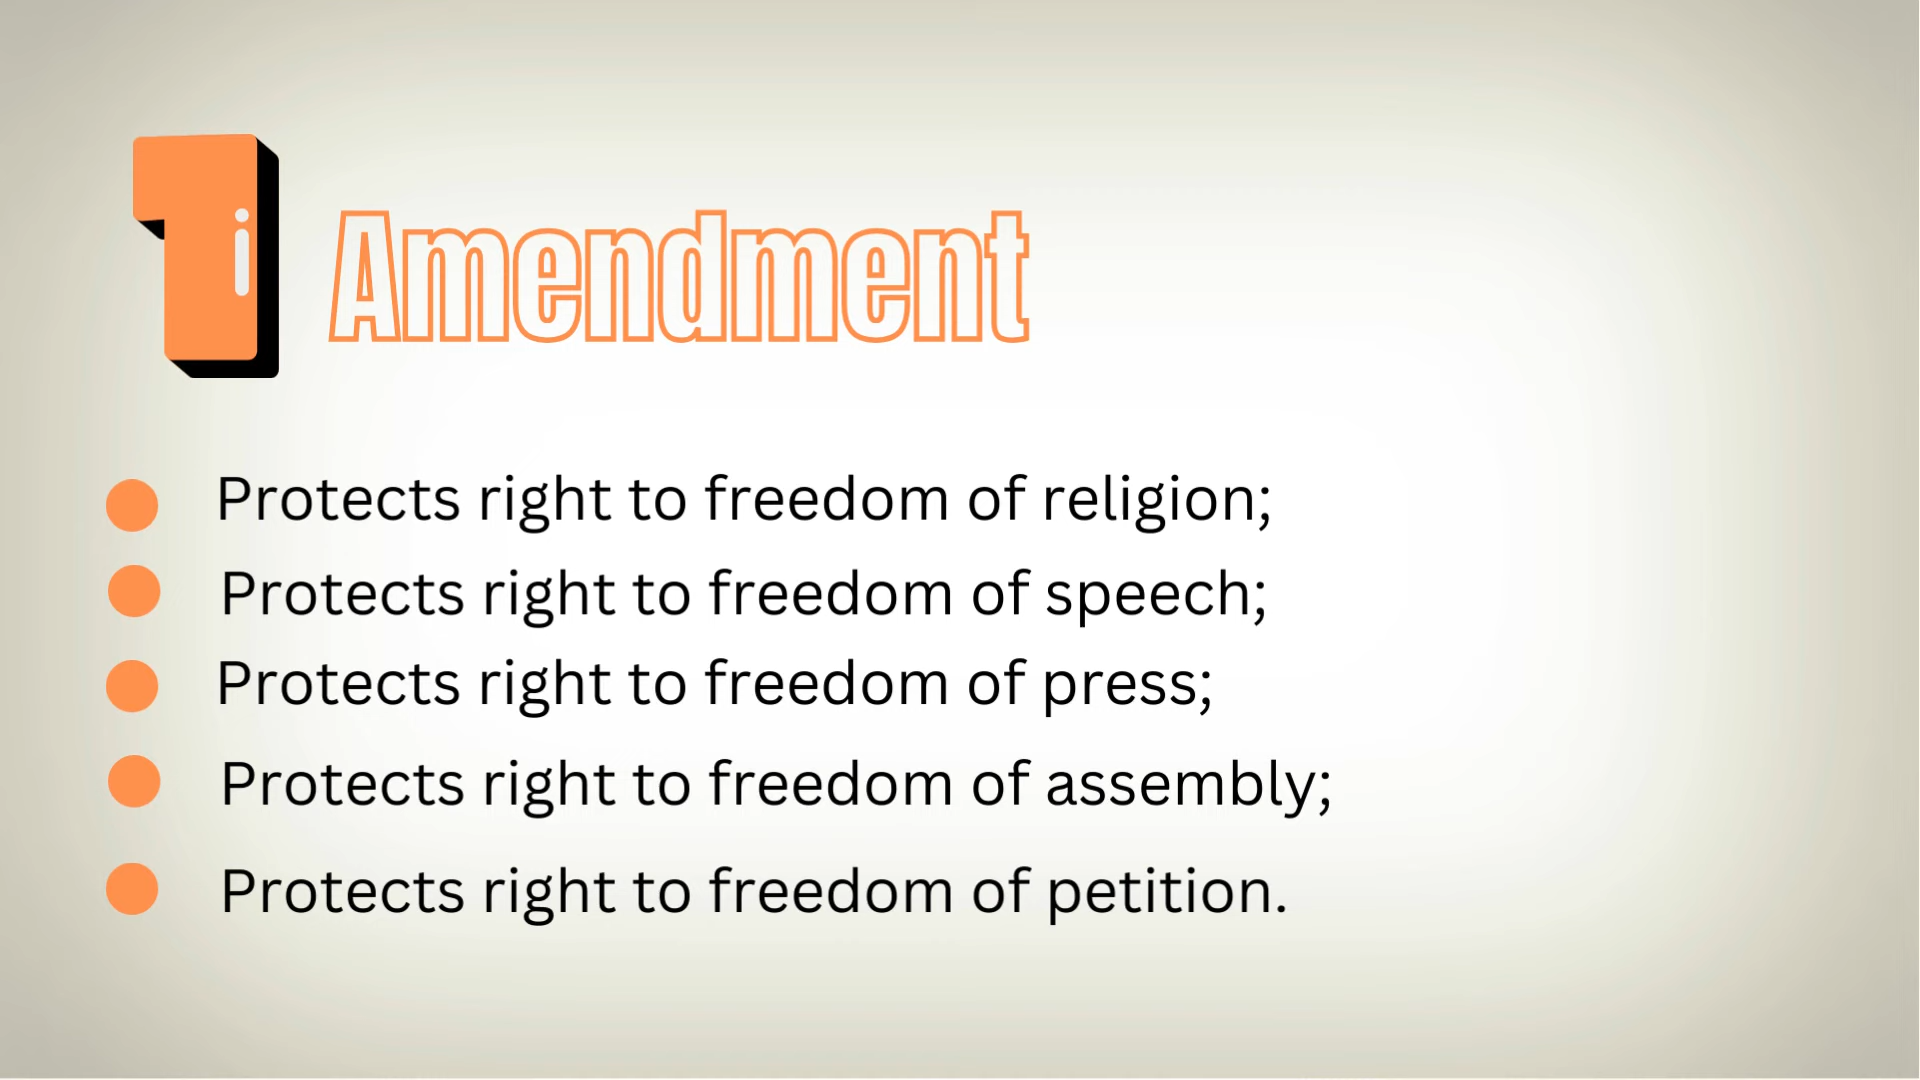 1 Amendment
Protects right to freedom of religion;
Protects right to freedom of speech;
Protects right to freedom of press;
Protects right to freedom of assembly;
Protects right to freedom of petition.